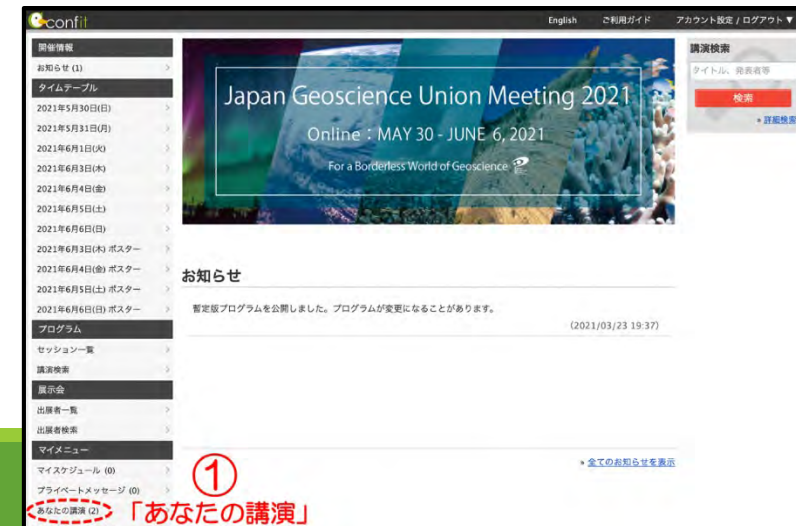 confit
English ご利用ガイド アカウント設定 / ログアウト ▼
開催情報
お知らせ (1)
タイムテーブル
2021年5月30日(日)
2021年5月31日(月)
2021年6月1日(火)
2021年6月3日(木)
2021年6月4日(金)
2021年6月5日(土)
2021年6月6日(日)
2021年6月3日(木) ポスター
2021年6月4日(金) ポスター
2021年6月5日(土) ポスター
2021年6月6日(日) ポスター
プログラム
セッション一覧
講演検索
展示会
出展者一覧
出展者検索
マイメニュー
マイスケジュール (0)
プライベートメッセージ (0)
あなたの講演 (2)
①
「あなたの講演」
Japan Geoscience Union Meeting 2021
Online：MAY 30 - JUNE 6, 2021
For a Borderless World of Geoscience
お知らせ
暫定版プログラムを公開しました。プログラムが変更になることがあります。
(2021/03/23 19:37)
» 全てのお知らせを表示
講演検索
タイトル、発表者等
検索
» 詳細検索